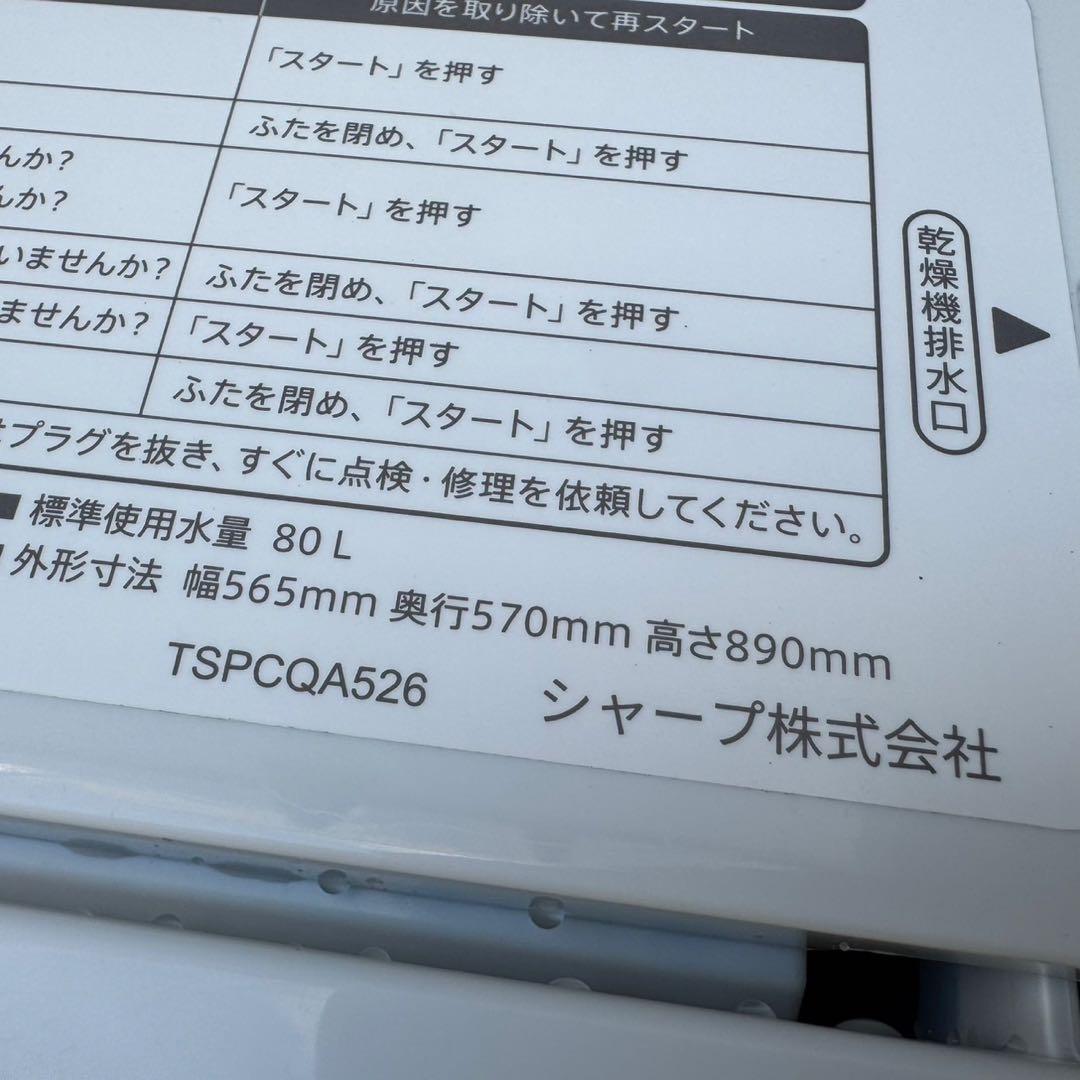 原因を取り除いて再スタート
「スタート」を押す
ふたを閉め、「スタート」を押す
んか?
んか?
「スタート」を押す
いませんか?
ふたを閉め、「スタート」を押す
ませんか?
「スタート」を押す
ふたを閉め、「スタート」を押す
プラグを抜き、すぐに点検・修理を依頼してください。
乾燥機排水口
■ 標準使用水量 80L
外形寸法 幅565mm 奥行570mm 高さ890mm
TSPCQA526
シャープ株式会社